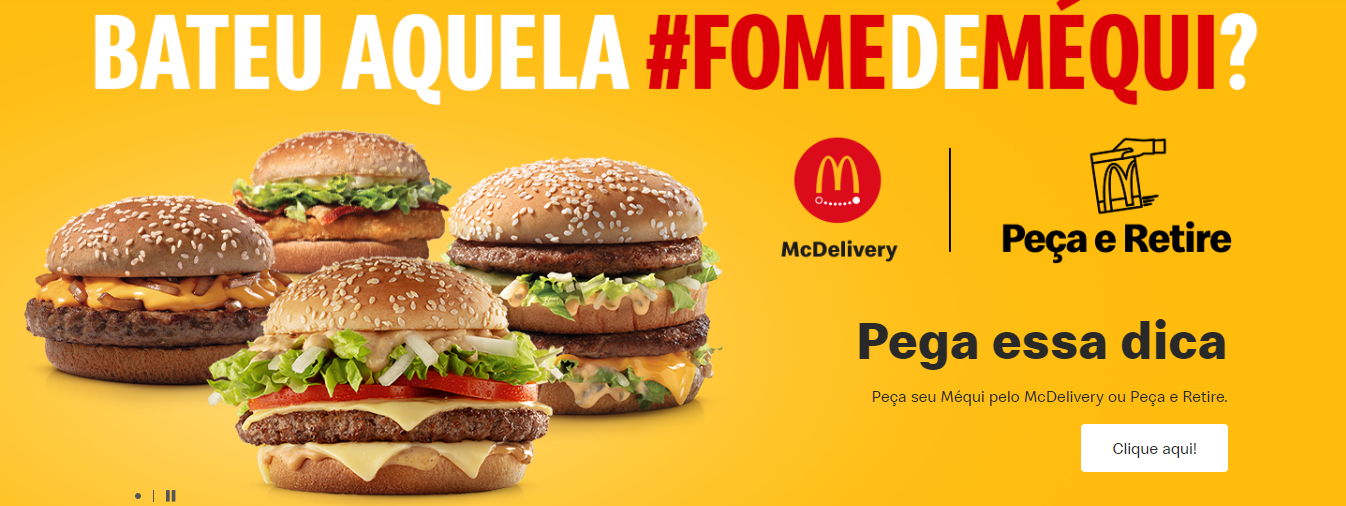 BATEU AQUELA #FOMEDEMÉQUI?
McDelivery
Peça e Retire
Pega essa dica
Peça seu Méqui pelo McDelivery ou Peça e Retire.
Clique aqui!